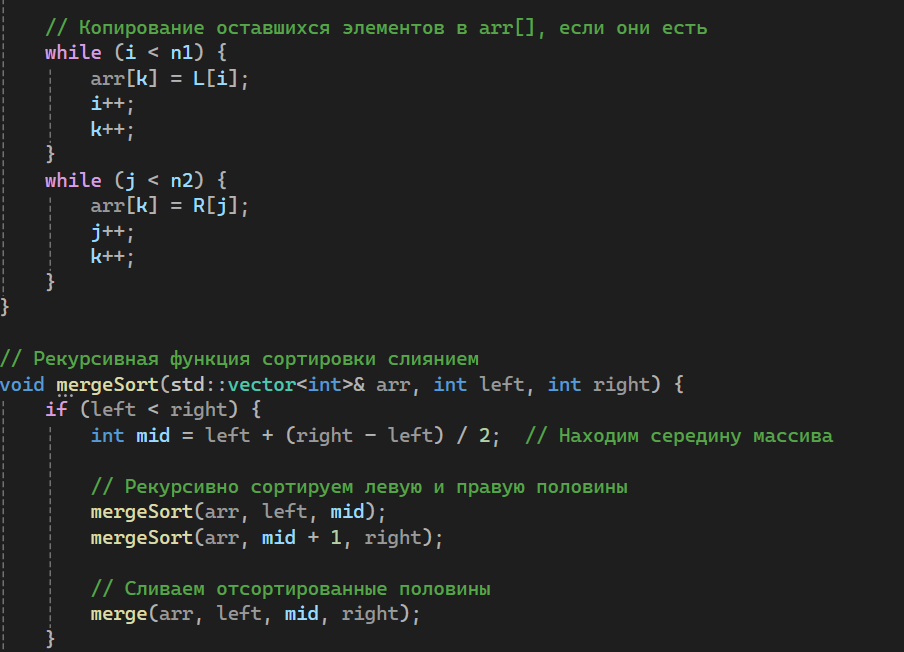 // Копирование оставшихся элементов в arr[], если они есть
while (i < n1) {
arr[k] = L[i];
i++;
k++;
}
while (j < n2) {
arr[k] = R[j];
j++;
k++;
}
}
// Рекурсивная функция сортировки слиянием
void mergeSort(std::vector<int>& arr, int left, int right) {
if (left < right) {
int mid = left + (right - left) / 2;  // Находим середину массива
// Рекурсивно сортируем левую и правую половины
mergeSort(arr, left, mid);
mergeSort(arr, mid + 1, right);
// Сливаем отсортированные половины
merge(arr, left, mid, right);
}